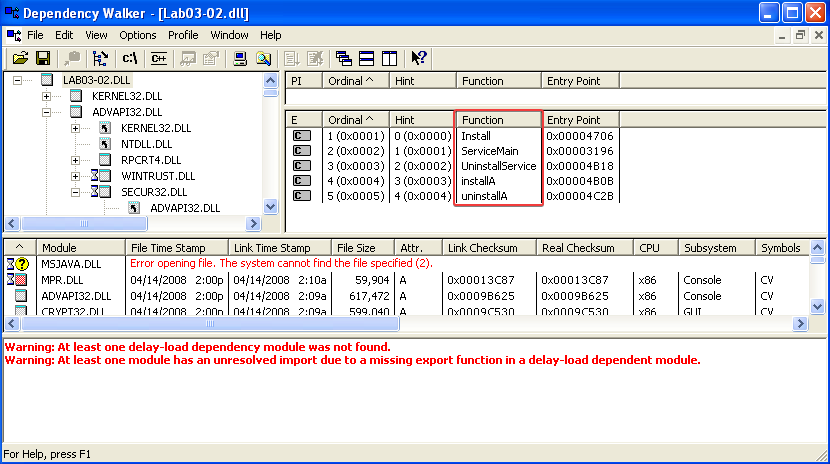 Dependency Walker - [Lab03-02.dll]
File Edit View Options Profile Window Help
c:\ C++
LAB03-02.DLL
KERNEL32.DLL
ADVAPI32.DLL
KERNEL32.DLL
NTDLL.DLL
RPCRT4.DLL
WINTRUST.DLL
SECUR32.DLL
ADVAPI32.DLL
PI Ordinal ^ Hint Function Entry Point
E Ordinal ^ Hint Function Entry Point
C 1 (0x0001) 0 (0x0000) Install 0x00004706
C 2 (0x0002) 1 (0x0001) ServiceMain 0x00003196
C 3 (0x0003) 2 (0x0002) UninstallService 0x00004B18
C 4 (0x0004) 3 (0x0003) installA 0x00004B0B
C 5 (0x0005) 4 (0x0004) uninstallA 0x00004C2B
^ Module File Time Stamp Link Time Stamp File Size Attr. Link Checksum Real Checksum CPU Subsystem Symbols
? MSJAVA.DLL Error opening file. The system cannot find the file specified (2).
MPR.DLL 04/14/2008 2:00p 04/14/2008 2:10a 59,904 A 0x00013C87 0x00013C87 x86 Console CV
ADVAPI32.DLL 04/14/2008 2:00p 04/14/2008 2:09a 617,472 A 0x0009B625 0x0009B625 x86 Console CV
CRYPT32.DLL 04/14/2008 2:00p 04/14/2008 2:09a 599,040 A 0x0009C530 0x0009C530 x86 GUI CV
Warning: At least one delay-load dependency module was not found.
Warning: At least one module has an unresolved import due to a missing export function in a delay-load dependent module.
For Help, press F1